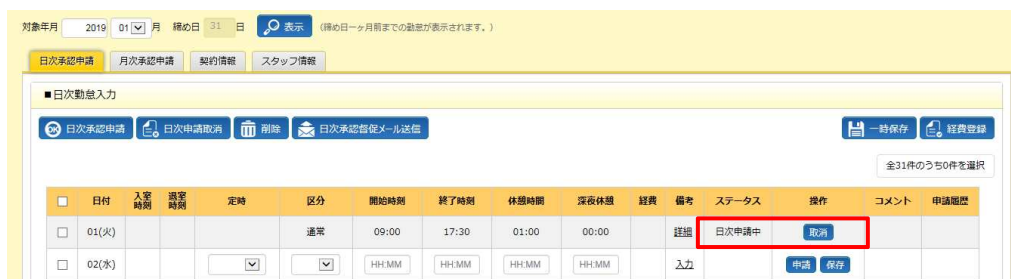 対象年月 2019 01 月 締め日 31 日 表示 (締め日一ヶ月前までの勤怠が表示されます。)
日次承認申請 月次承認申請 契約情報 スタッフ情報
■日次勤怠入力
OK 日次承認申請 日次申請取消 削除 日次承認督促メール送信 一時保存 経費登録
全31件のうち0件を選択
日付 入室時刻 退室時刻 定時 区分 開始時刻 終了時刻 休憩時間 深夜休憩 経費 備考 ステータス 操作 コメント 申請履歴
01(火) 通常 09:00 17:30 01:00 00:00 詳細 日次申請中 取消
02(水) HH:MM HH:MM HH:MM HH:MM 入力 申請 保存